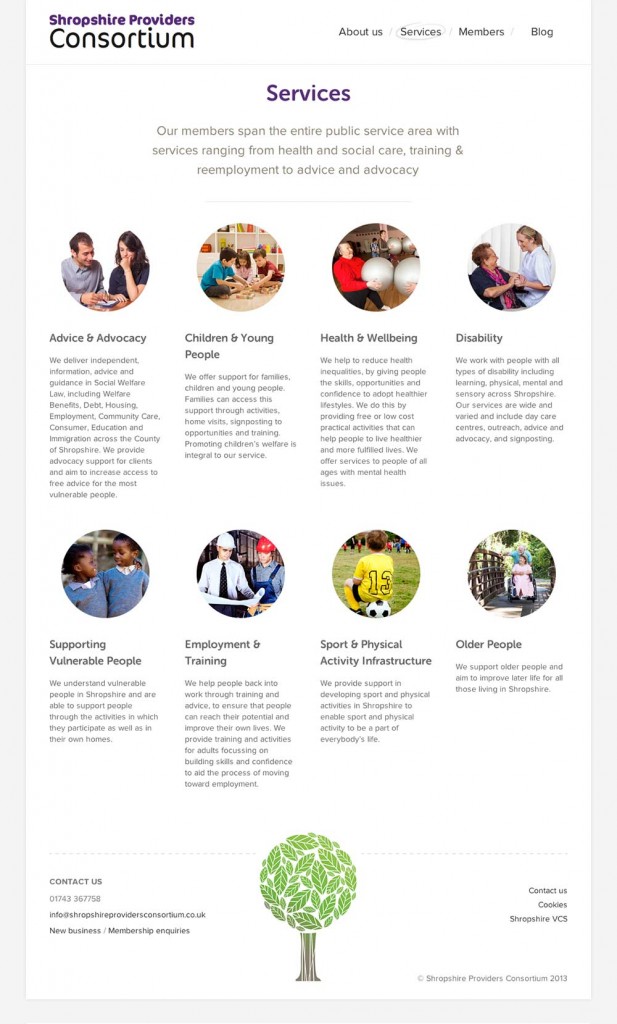 Shropshire Providers
Consortium
About us / Services / Members / Blog
Services
Our members span the entire public service area with
services ranging from health and social care, training &
reemployment to advice and advocacy
Advice & Advocacy
We deliver independent,
information, advice and
guidance in Social Welfare
Law, including Welfare
Benefits, Debt, Housing,
Employment, Community Care,
Consumer, Education and
Immigration across the County
of Shropshire. We provide
advocacy support for clients
and aim to increase access to
free advice for the most
vulnerable people.
Children & Young
People
We offer support for families,
children and young people.
Families can access this
support through activities,
home visits, signposting to
opportunities and training.
Promoting children's welfare is
integral to our service.
Health & Wellbeing
We help to reduce health
inequalities, by giving people
the skills, opportunities and
confidence to adopt healthier
lifestyles. We do this by
providing free or low cost
practical activities that can
help people to live healthier
and more fulfilled lives. We
offer services to people of all
ages with mental health
issues.
Disability
We work with people with all
types of disability including
learning, physical, mental and
sensory across Shropshire.
Our services are wide and
varied and include day care
centres, outreach, advice and
advocacy, and signposting.
13
Supporting
Vulnerable People
We understand vulnerable
people in Shropshire and are
able to support people
through the activities in which
they participate as well as in
their own homes.
Employment &
Training
We help people back into
work through training and
advice, to ensure that people
can reach their potential and
improve their own lives. We
provide training and activities
for adults focussing on
building skills and confidence
to aid the process of moving
toward employment.
Sport & Physical
Activity Infrastructure
We provide support in
developing sport and physical
activities in Shropshire to
enable sport and physical
activity to be a part of
everybody's life.
Older People
We support older people and
aim to improve later life for all
those living in Shropshire.
CONTACT US
01743 367758
info@shropshireprovidersconsortium.co.uk
New business / Membership enquiries
Contact us
Cookies
Shropshire VCS
© Shropshire Providers Consortium 2013